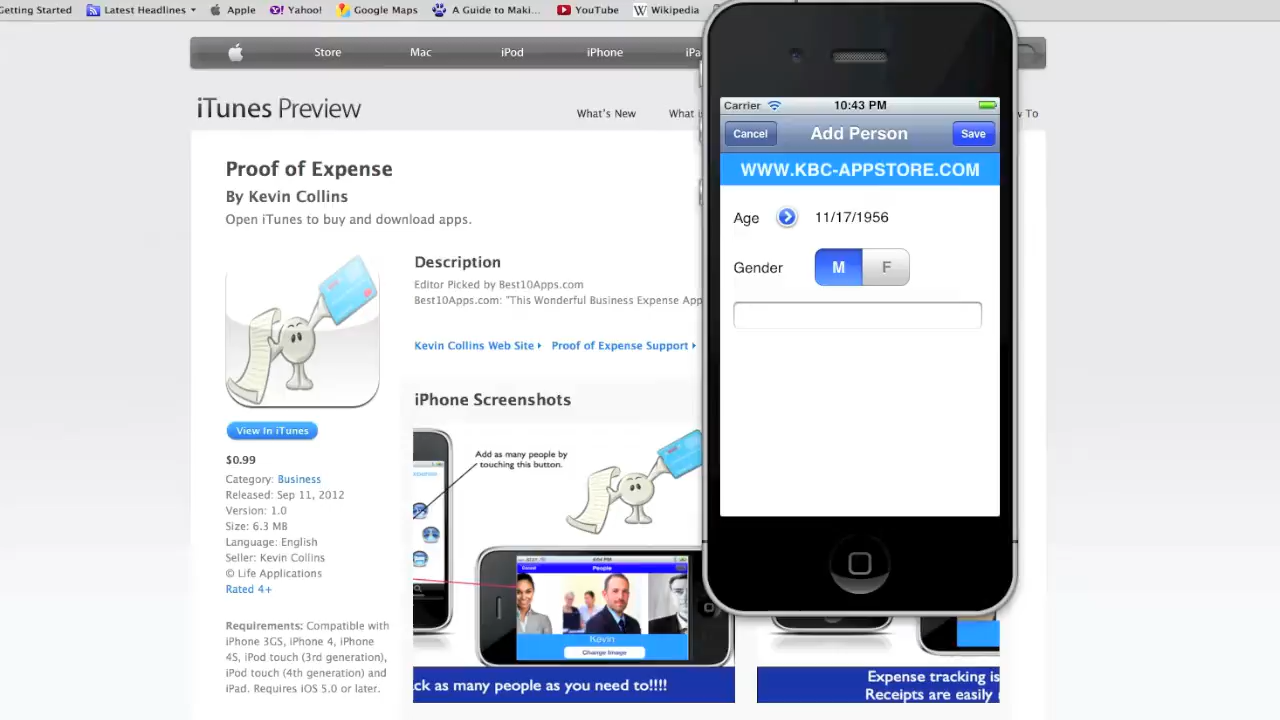 Getting Started
Latest Headlines
Apple
Yahoo!
Google Maps
A Guide to Maki...
YouTube
Wikipedia
Store
Mac
iPod
iPhone
iTunes Preview
What's New
What is
To
Proof of Expense
By Kevin Collins
Open iTunes to buy and download apps.
View In iTunes
$0.99
Category: Business
Released: Sep 11, 2012
Version: 1.0
Size: 6.3 MB
Language: English
Seller: Kevin Collins
© Life Applications
Rated 4+
Requirements: Compatible with
iPhone 3GS, iPhone 4, iPhone
4S, iPod touch (3rd generation),
iPod touch (4th generation) and
iPad. Requires iOS 5.0 or later.
Description
Editor Picked by Best10Apps.com
Best10Apps.com: "This Wonderful Business Expense App
Kevin Collins Web Site
Proof of Expense Support
iPhone Screenshots
Add as many people by
touching this button.
People
Kevin
Change Image
ck as many people as you need to!!!!
Expense tracking is
Receipts are easily
Carrier
10:43 PM
Cancel
Add Person
Save
WWW.KBC-APPSTORE.COM
Age
11/17/1956
Gender
M
F